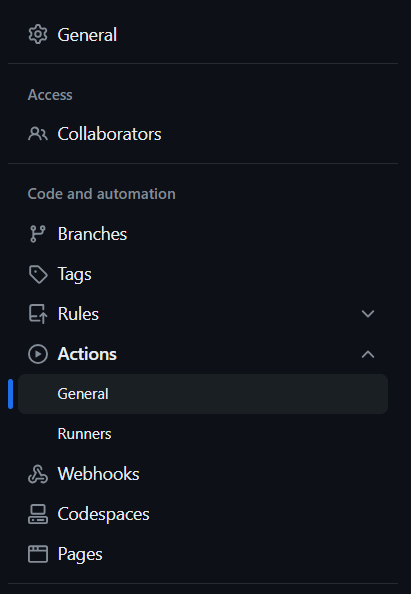 General
Access
Collaborators
Code and automation
Branches
Tags
Rules
Actions
General
Runners
Webhooks
Codespaces
Pages